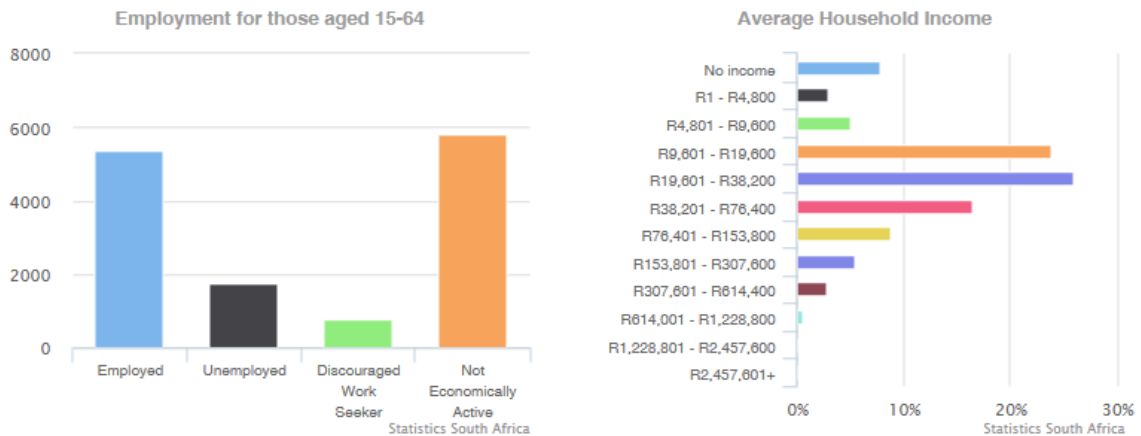 Employment for those aged 15-64
8000
6000
4000
2000
0
Employed
Unemployed
Discouraged
Work
Seeker
Not
Economically
Active
Statistics South Africa
Average Household Income
No income
R1 - R4,800
R4,801 - R9,600
R9,601 - R19,600
R19,601 - R38,200
R38,201 - R76,400
R76,401 - R153,800
R153,801 - R307,600
R307,601 - R614,400
R614,001 - R1,228,800
R1,228,801 - R2,457,600
R2,457,601+
0%
10%
20%
30%
Statistics South Africa